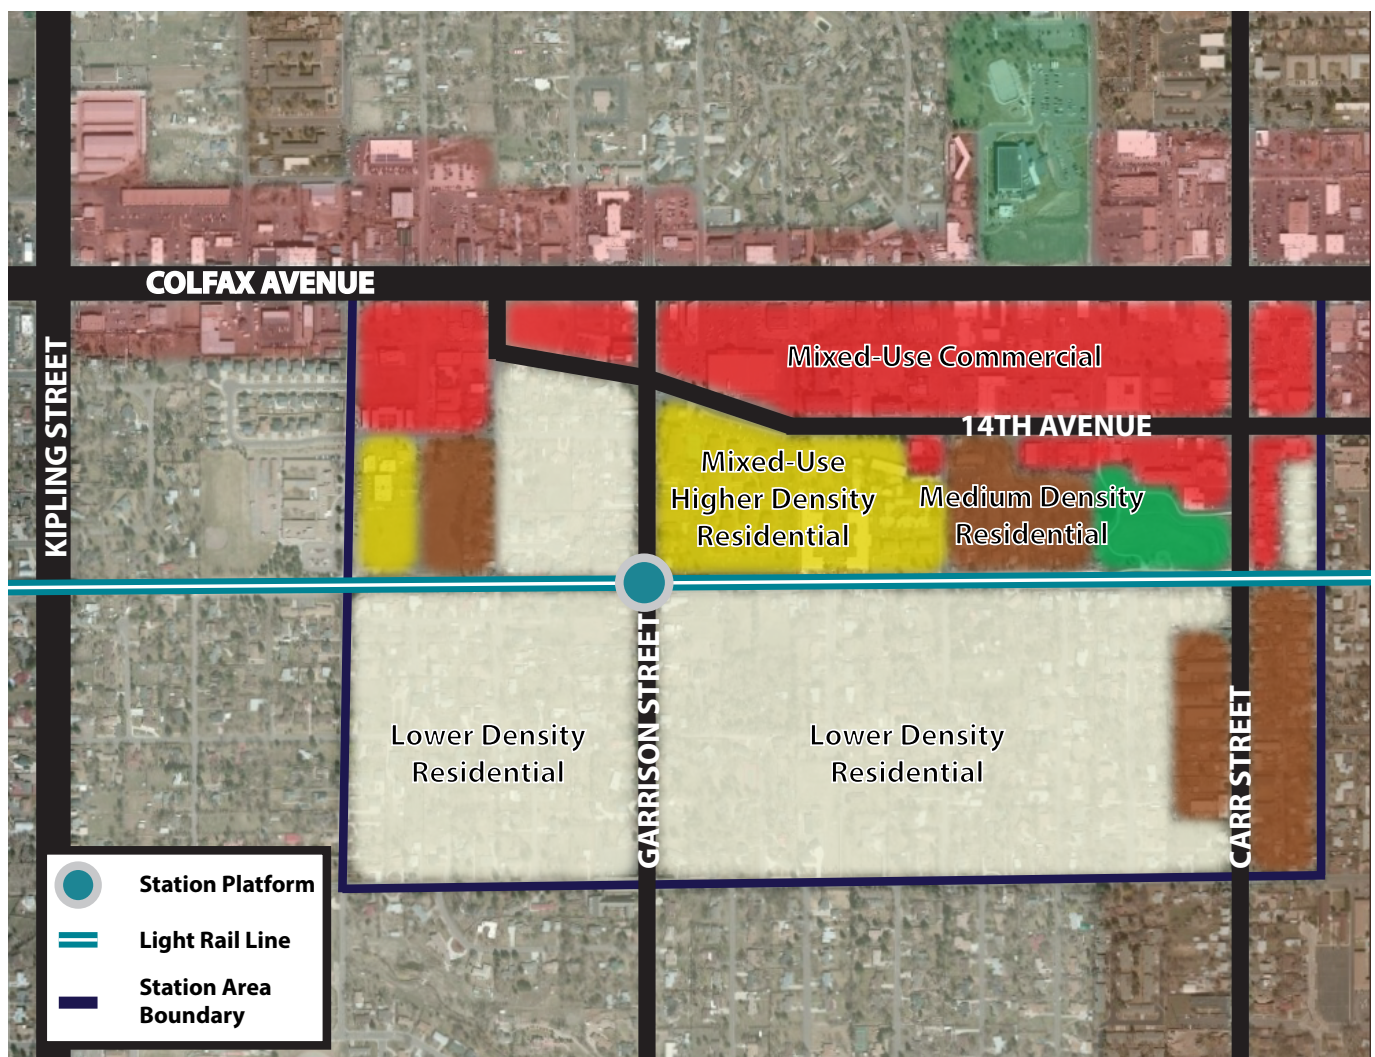 COLFAX AVENUE
KIPLING STREET
Mixed-Use Commercial
14TH AVENUE
Mixed-Use
Higher Density
Residential
Medium Density
Residential
GARRISON STREET
CARR STREET
Lower Density
Residential
Lower Density
Residential
Station Platform
Light Rail Line
Station Area
Boundary